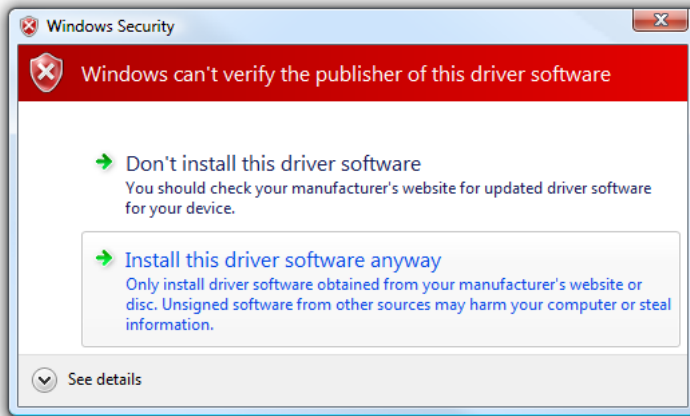 Windows Security
Windows can't verify the publisher of this driver software
Don't install this driver software
You should check your manufacturer's website for updated driver software
for your device.
Install this driver software anyway
Only install driver software obtained from your manufacturer's website or
disc. Unsigned software from other sources may harm your computer or steal
information.
See details